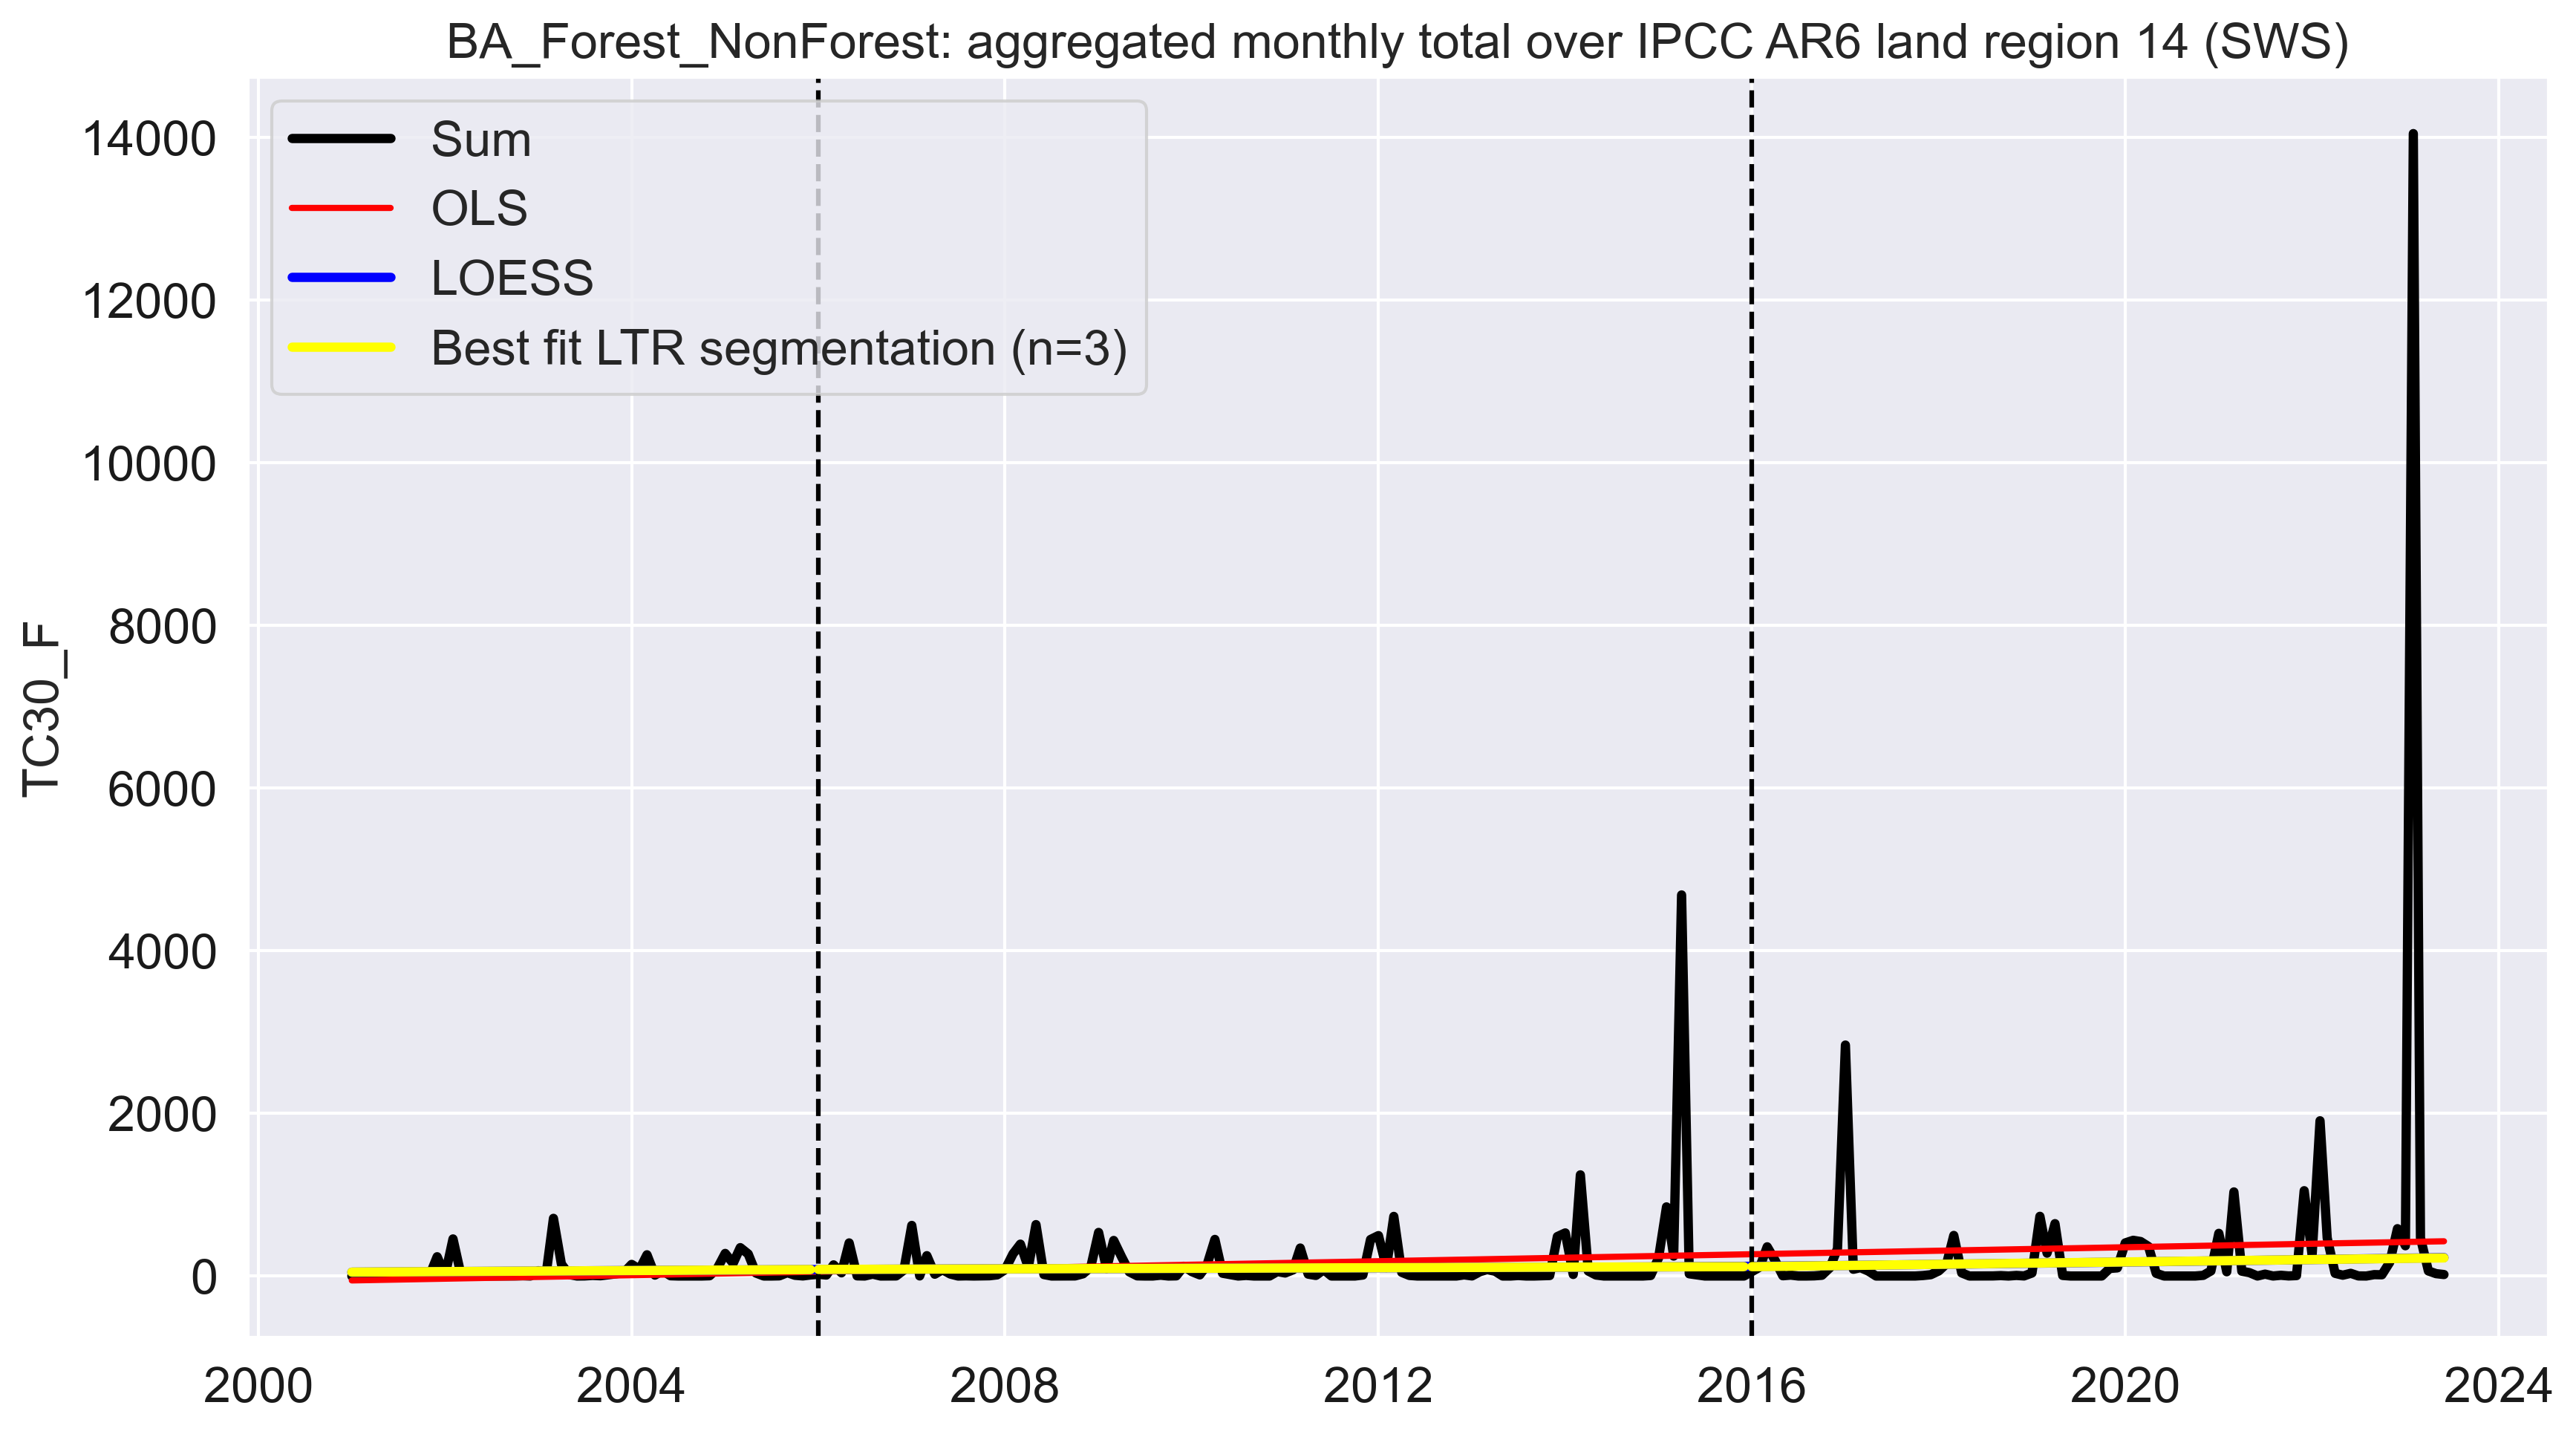 BA_Forest_NonForest: aggregated monthly total over IPCC AR6 land region 14 (SWS)
Sum
OLS
LOESS
Best fit LTR segmentation (n=3)
TC30_F
14000
12000
10000
8000
6000
4000
2000
0
2000
2004
2008
2012
2016
2020
2024